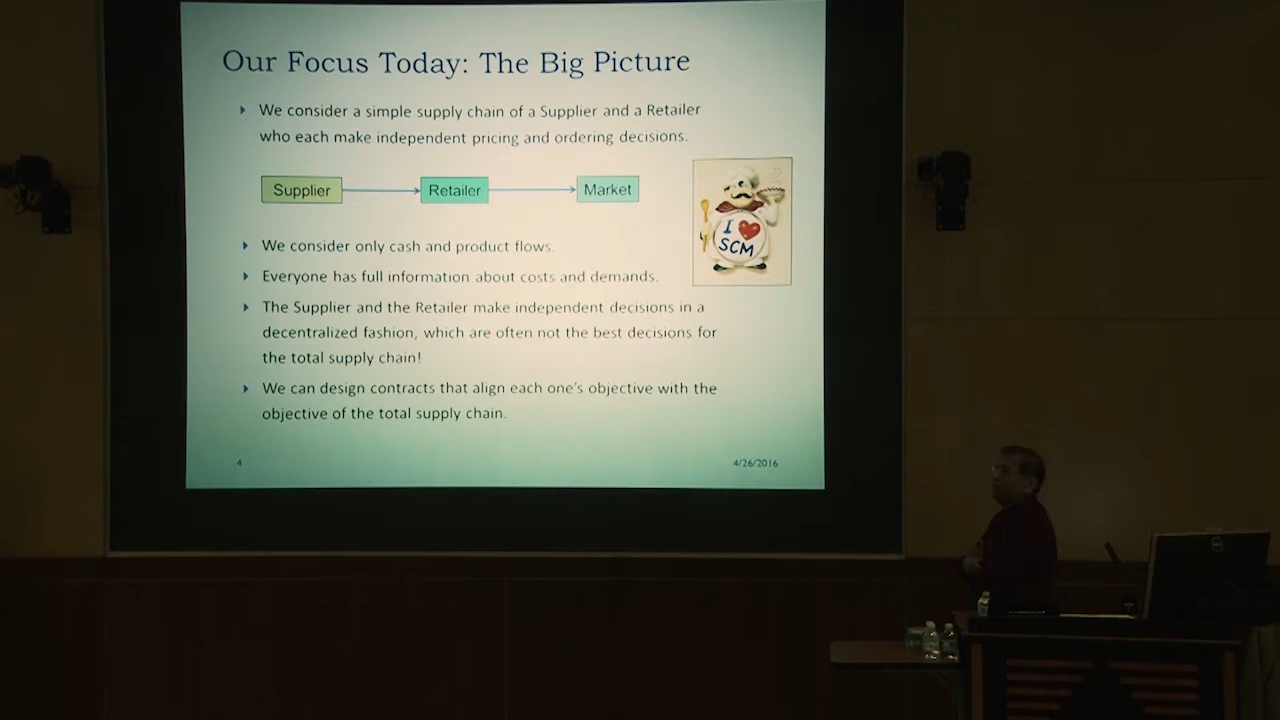 Our Focus Today: The Big Picture
We consider a simple supply chain of a Supplier and a Retailer
who each make independent pricing and ordering decisions.
Supplier Retailer Market
I ❤
SCM
We consider only cash and product flows.
Everyone has full information about costs and demands.
The Supplier and the Retailer make independent decisions in a
decentralized fashion, which are often not the best decisions for
the total supply chain!
We can design contracts that align each one's objective with the
objective of the total supply chain.
4 4/26/2016